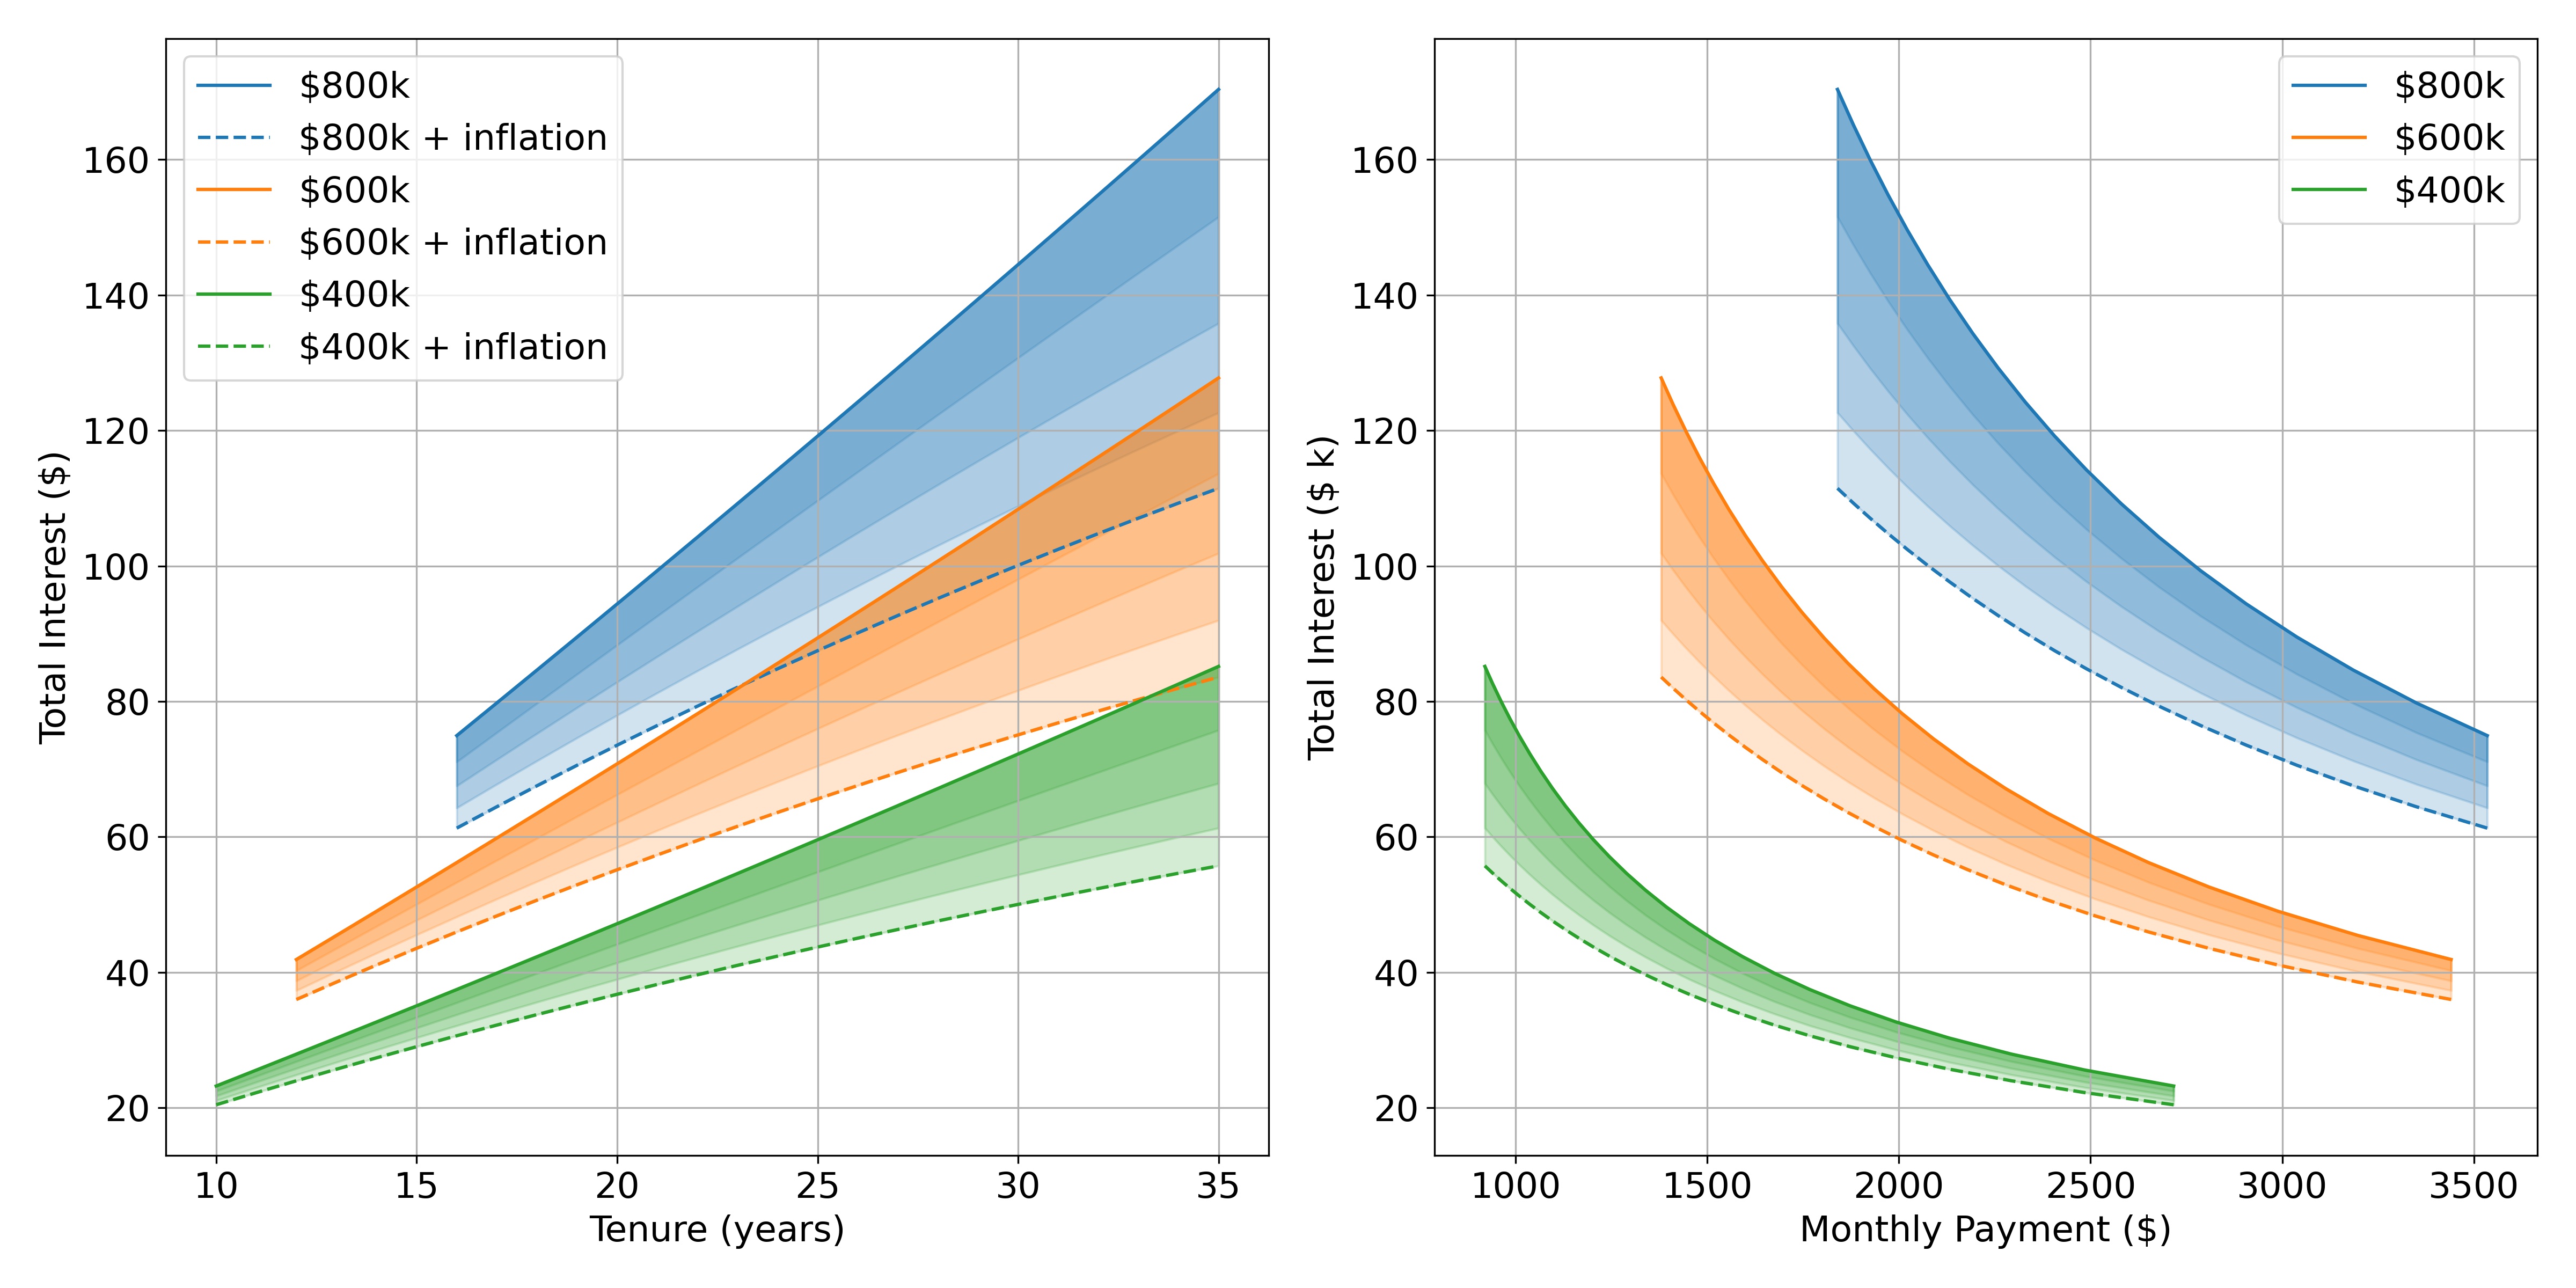 $800k
$800k + inflation
$600k
$600k + inflation
$400k
$400k + inflation
160
140
120
100
80
60
40
20
Total Interest ($)
10 15 20 25 30 35
Tenure (years)
$800k
$600k
$400k
160
140
120
100
80
60
40
20
Total Interest ($ k)
1000 1500 2000 2500 3000 3500
Monthly Payment ($)